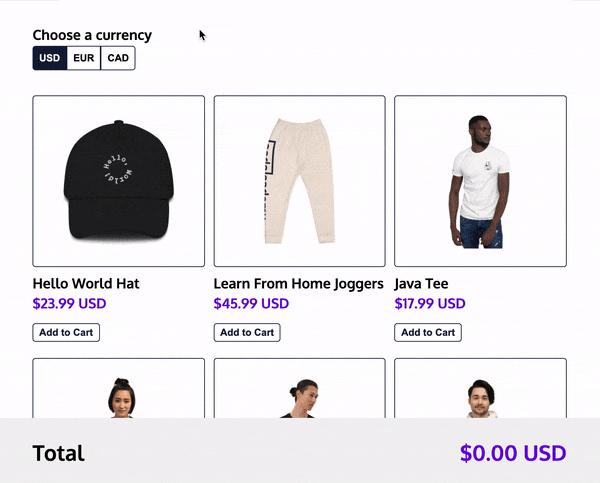 Choose a currency
USD EUR CAD
Hello, World!
Hello World Hat
Learn From Home Joggers
Java Tee
$23.99 USD
$45.99 USD
$17.99 USD
Add to Cart
Add to Cart
Add to Cart
Total
$0.00 USD